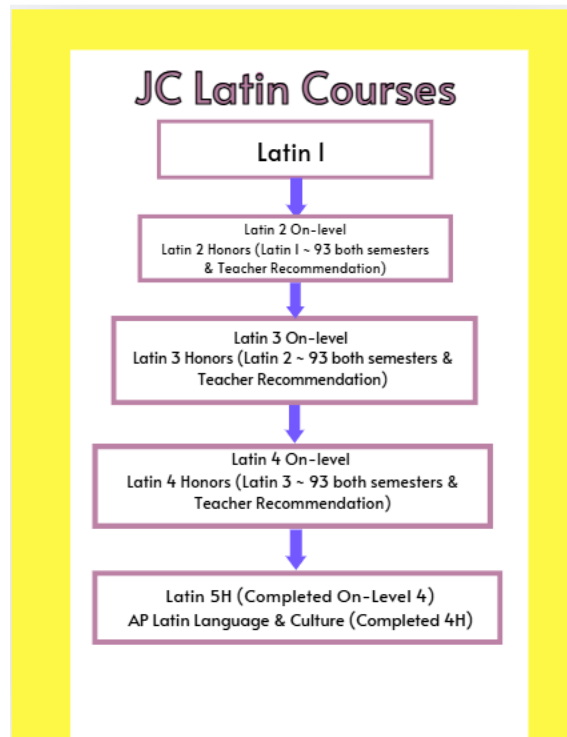 JC Latin Courses
Latin 1
Latin 2 On-level
Latin 2 Honors (Latin 1 ~ 93 both semesters
& Teacher Recommendation)
Latin 3 On-level
Latin 3 Honors (Latin 2 ~ 93 both semesters &
Teacher Recommendation)
Latin 4 On-level
Latin 4 Honors (Latin 3 ~ 93 both semesters &
Teacher Recommendation)
Latin 5H (Completed On-Level 4)
AP Latin Language & Culture (Completed 4H)